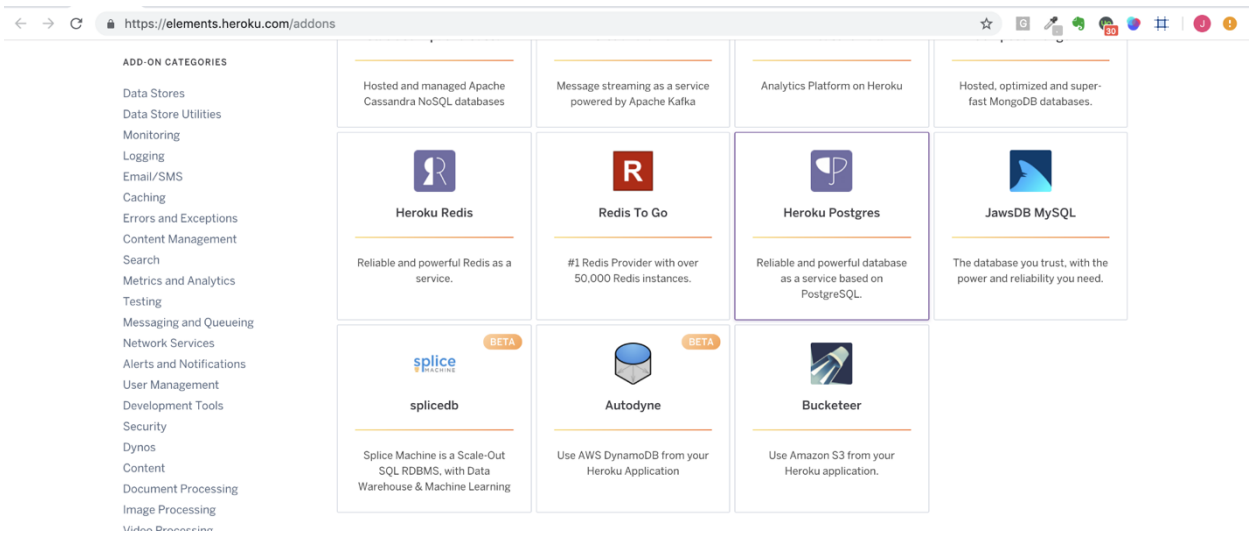 https://elements.heroku.com/addons
G
30
J
ADD-ON CATEGORIES
Data Stores
Data Store Utilities
Monitoring
Logging
Email/SMS
Caching
Errors and Exceptions
Content Management
Search
Metrics and Analytics
Testing
Messaging and Queueing
Network Services
Alerts and Notifications
User Management
Development Tools
Security
Dynos
Content
Document Processing
Image Processing
Video Processing
Hosted and managed Apache
Cassandra NoSQL databases
Message streaming as a service
powered by Apache Kafka
Analytics Platform on Heroku
Hosted, optimized and super-
fast MongoDB databases.
Heroku Redis
Reliable and powerful Redis as a
service.
R
Redis To Go
#1 Redis Provider with over
50,000 Redis instances.
Heroku Postgres
Reliable and powerful database
as a service based on
PostgreSQL.
JawsDB MySQL
The database you trust, with the
power and reliability you need.
BETA
splice
MACHINE
splicedb
Splice Machine is a Scale-Out
SQL RDBMS, with Data
Warehouse & Machine Learning
BETA
Autodyne
Use AWS DynamoDB from your
Heroku Application
Bucketeer
Use Amazon S3 from your
Heroku application.